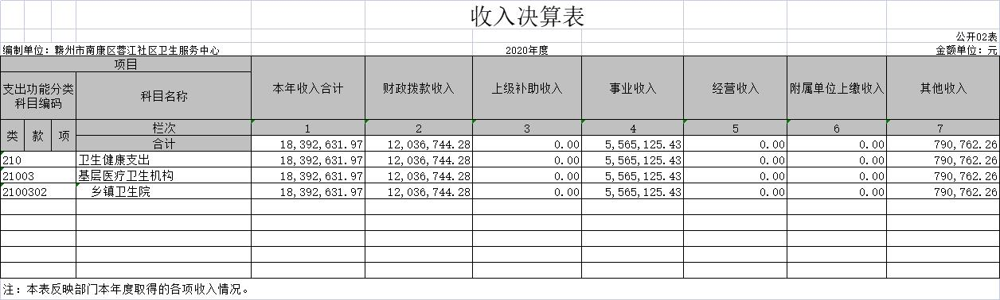 收入决算表
公开02表
编制单位：赣州市南康区蓉江社区卫生服务中心 2020年度 金额单位：元
项目 本年收入合计 财政拨款收入 上级补助收入 事业收入 经营收入 附属单位上缴收入 其他收入
支出功能分类
科目编码 科目名称
类 款 项 栏次 1 2 3 4 5 6 7
合计 18,392,631.97 12,036,744.28 0.00 5,565,125.43 0.00 0.00 790,762.26
210 卫生健康支出 18,392,631.97 12,036,744.28 0.00 5,565,125.43 0.00 0.00 790,762.26
21003 基层医疗卫生机构 18,392,631.97 12,036,744.28 0.00 5,565,125.43 0.00 0.00 790,762.26
2100302 乡镇卫生院 18,392,631.97 12,036,744.28 0.00 5,565,125.43 0.00 0.00 790,762.26
注：本表反映部门本年度取得的各项收入情况。